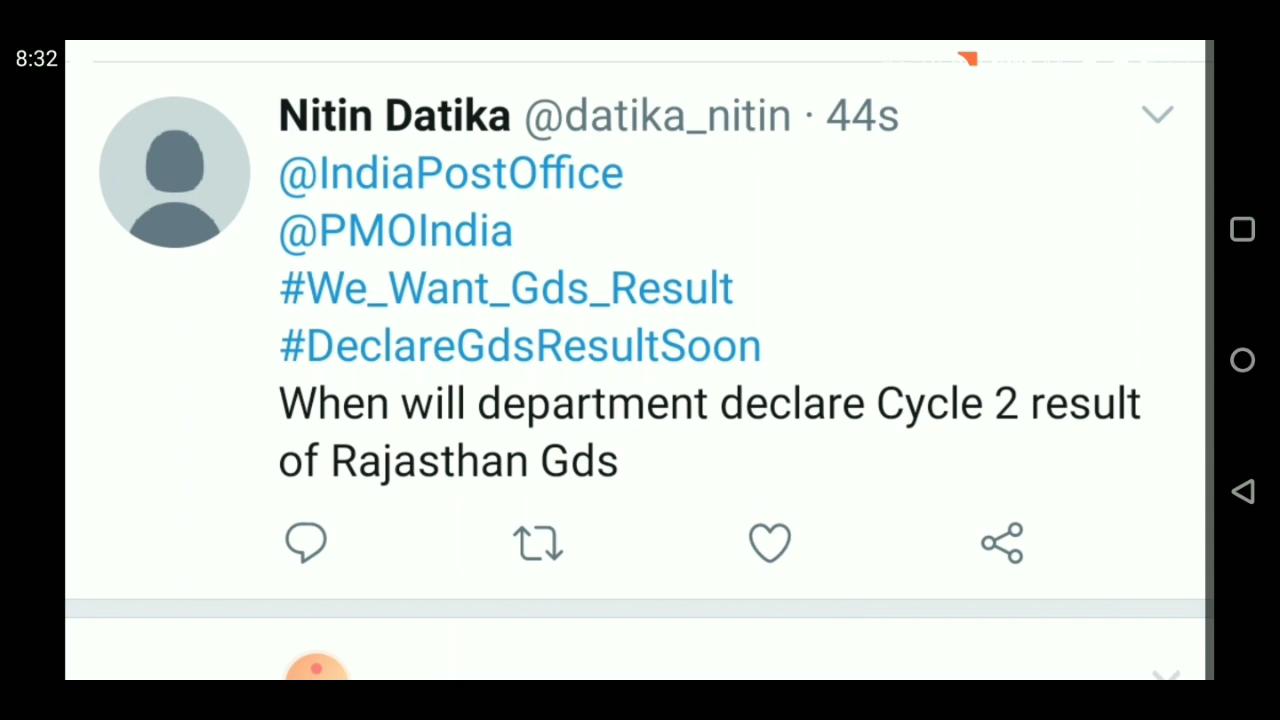 8:32
Nitin Datika @datika_nitin · 44s
@IndiaPostOffice
@PMOIndia
#We_Want_Gds_Result
#DeclareGdsResultSoon
When will department declare Cycle 2 result
of Rajasthan Gds